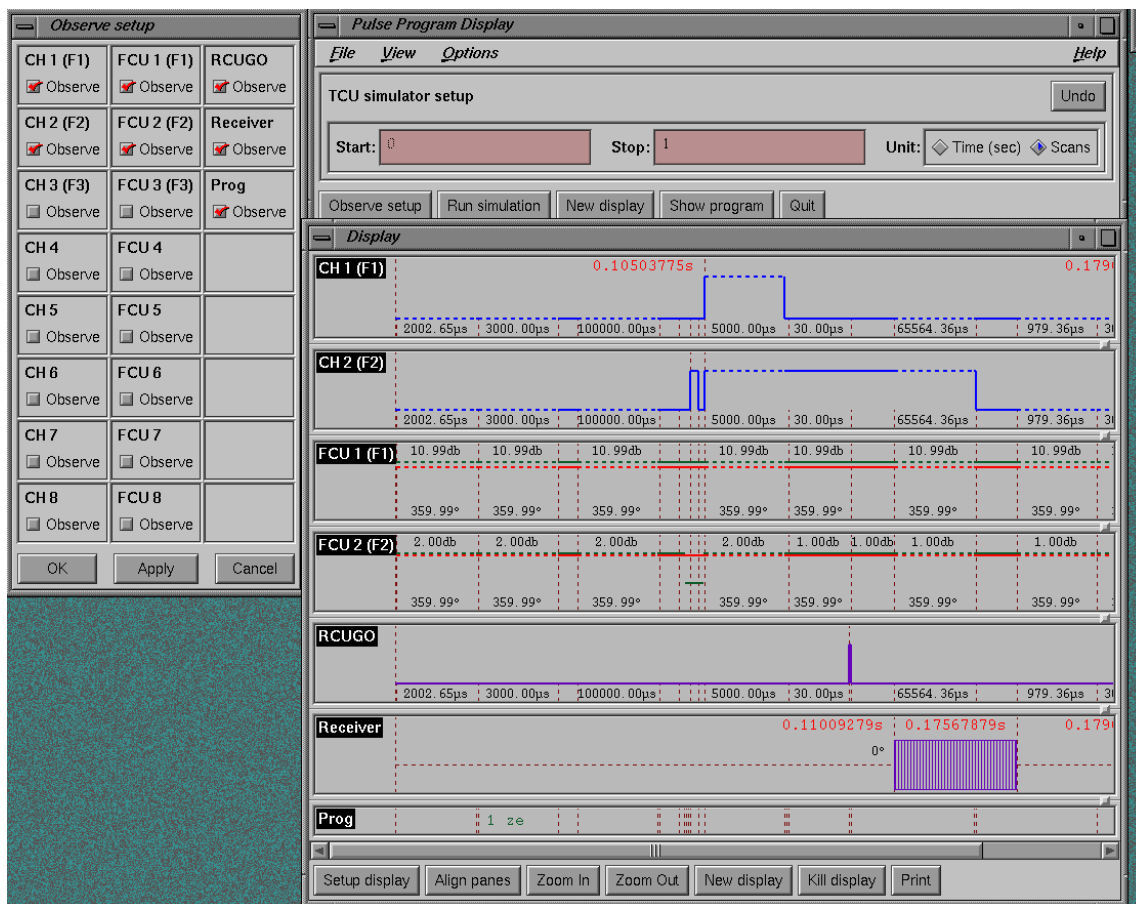 Observe setup
CH 1 (F1) FCU 1 (F1) RCUGO
Observe Observe Observe
CH 2 (F2) FCU 2 (F2) Receiver
Observe Observe Observe
CH 3 (F3) FCU 3 (F3) Prog
Observe Observe Observe
CH 4 FCU 4
Observe Observe
CH 5 FCU 5
Observe Observe
CH 6 FCU 6
Observe Observe
CH 7 FCU 7
Observe Observe
CH 8 FCU 8
Observe Observe
OK Apply Cancel
Pulse Program Display
File View Options Help
TCU simulator setup Undo
Start: 0 Stop: 1 Unit: Time (sec) Scans
Observe setup Run simulation New display Show program Quit
Display
CH 1 (F1) 0.10503775s 0.179
2002.65µs 3000.00µs 100000.00µs 5000.00µs 30.00µs 65564.36µs 979.36µs 3
CH 2 (F2)
2002.65µs 3000.00µs 100000.00µs 5000.00µs 30.00µs 65564.36µs 979.36µs 3
FCU 1 (F1) 10.99db 10.99db 10.99db 10.99db 10.99db 10.99db 10.99db
359.99° 359.99° 359.99° 359.99° 359.99° 359.99° 359.99°
FCU 2 (F2) 2.00db 2.00db 2.00db 2.00db 1.00db 1.00db 1.00db 1.00db
359.99° 359.99° 359.99° 359.99° 359.99° 359.99° 359.99°
RCUGO
2002.65µs 3000.00µs 100000.00µs 5000.00µs 30.00µs 65564.36µs 979.36µs 3
Receiver 0.11009279s 0.17567879s 0.179
0°
Prog 1 ze
Setup display Align panes Zoom In Zoom Out New display Kill display Print